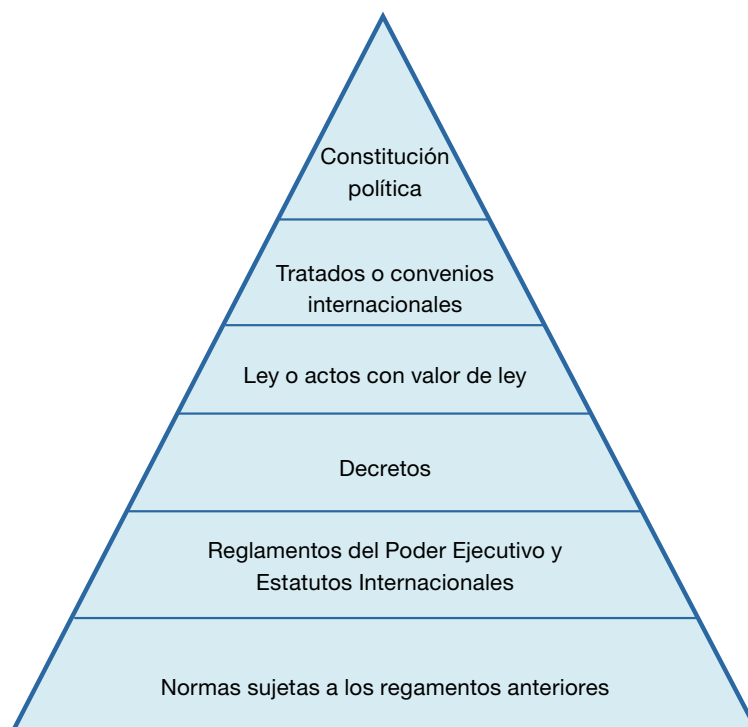 Constitución
política
Tratados o convenios
internacionales
Ley o actos con valor de ley
Decretos
Reglamentos del Poder Ejecutivo y
Estatutos Internacionales
Normas sujetas a los regamentos anteriores